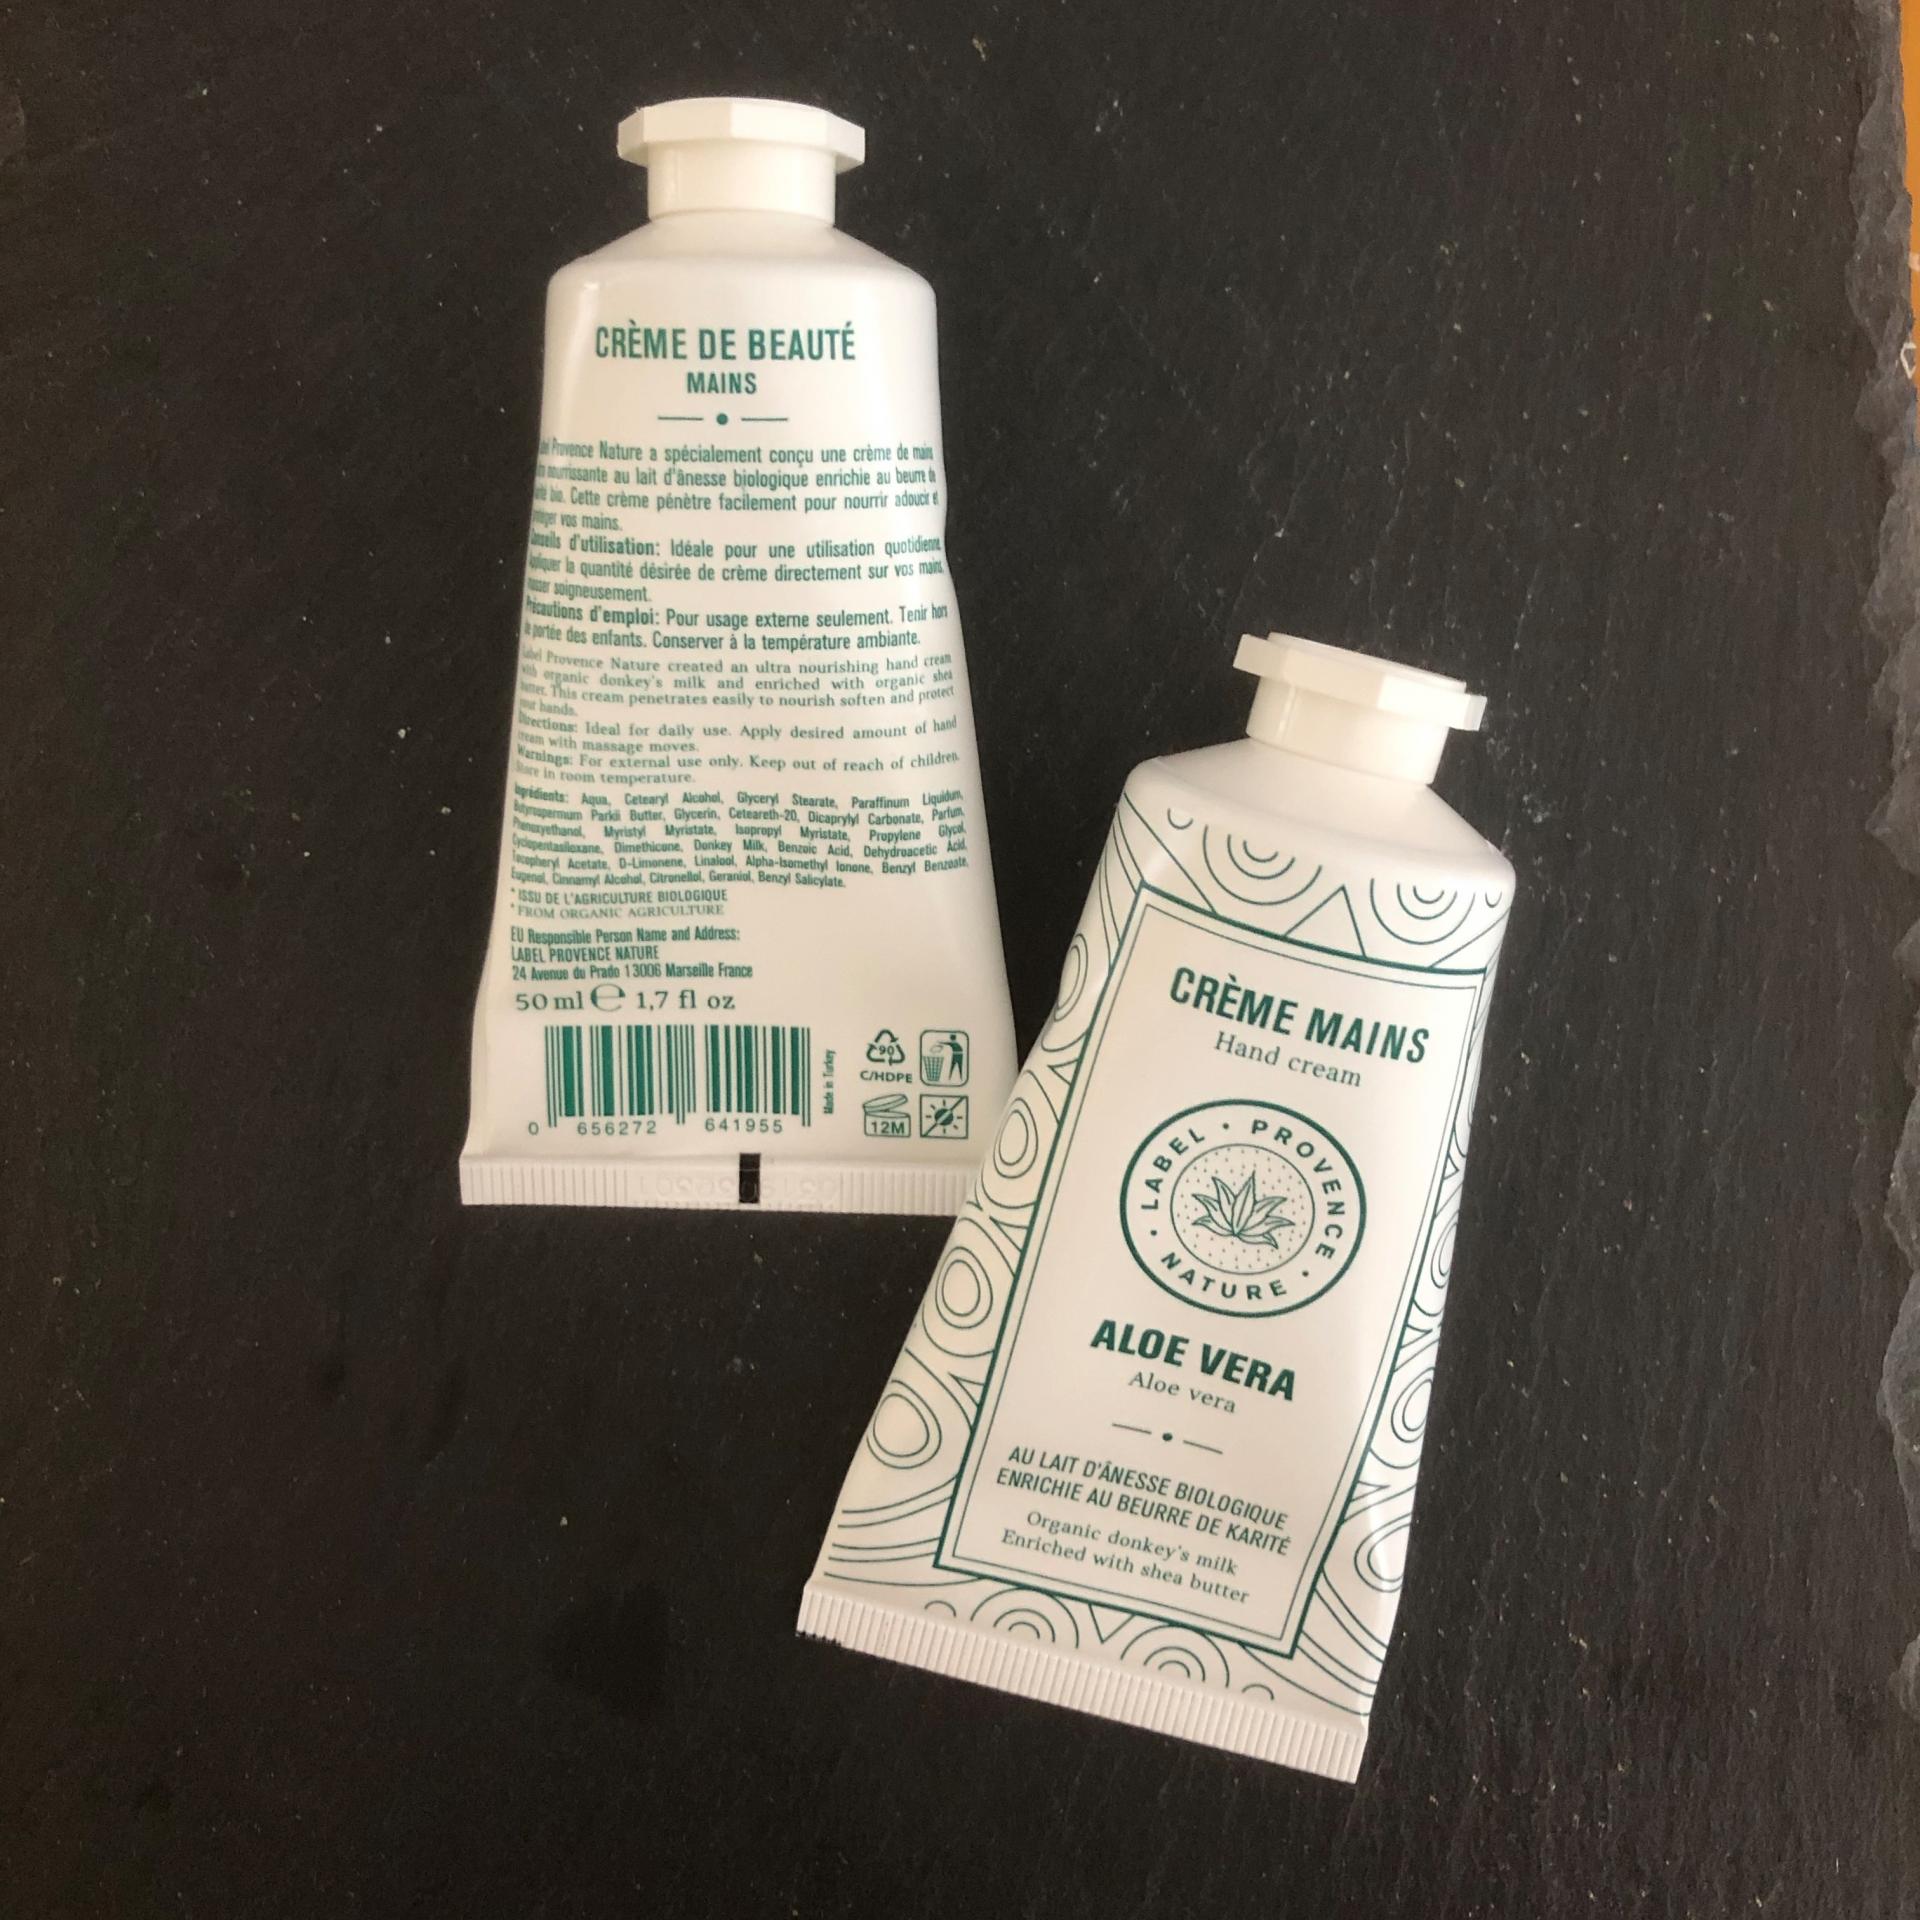 CRÈME DE BEAUTÉ
MAINS
Label Provence Nature a spécialement conçu une crème de mains
nourrissante au lait d'ânesse biologique enrichie au beurre de
karité bio. Cette crème pénètre facilement pour nourrir adoucir et
protéger vos mains.
Conseils d'utilisation: Idéale pour une utilisation quotidienne.
Appliquer la quantité désirée de crème directement sur vos mains,
masser soigneusement.
Précautions d'emploi: Pour usage externe seulement. Tenir hors
de portée des enfants. Conserver à la température ambiante.
Label Provence Nature created an ultra nourishing hand cream
with organic donkey's milk and enriched with organic shea
butter. This cream penetrates easily to nourish soften and protect
your hands.
Directions: Ideal for daily use. Apply desired amount of hand
cream with massage moves.
Warnings: For external use only. Keep out of reach of children.
Store in room temperature.
Ingrédients: Aqua, Cetearyl Alcohol, Glyceryl Stearate, Paraffinum Liquidum,
Butyrospermum Parkii Butter, Glycerin, Ceteareth-20, Dicaprylyl Carbonate, Parfum,
Phenoxyethanol, Myristyl Myristate, Isopropyl Myristate, Propylene Glycol,
Cyclopentasiloxane, Dimethicone, Donkey Milk, Benzoic Acid, Dehydroacetic Acid,
Tocopheryl Acetate, D-Limonene, Linalool, Alpha-Isomethyl Ionone, Benzyl Benzoate,
Eugenol, Cinnamyl Alcohol, Citronellol, Geraniol, Benzyl Salicylate.
* ISSU DE L'AGRICULTURE BIOLOGIQUE
* FROM ORGANIC AGRICULTURE
EU Responsible Person Name and Address:
LABEL PROVENCE NATURE
24 Avenue du Prado 13006 Marseille France
50 ml ℮ 1,7 fl oz
0 656272 641955
Made in Turkey
90
C/HDPE
12M
CRÈME MAINS
Hand cream
LABEL • PROVENCE • NATURE •
ALOE VERA
Aloe vera
AU LAIT D'ÂNESSE BIOLOGIQUE
ENRICHIE AU BEURRE DE KARITÉ
Organic donkey's milk
Enriched with shea butter